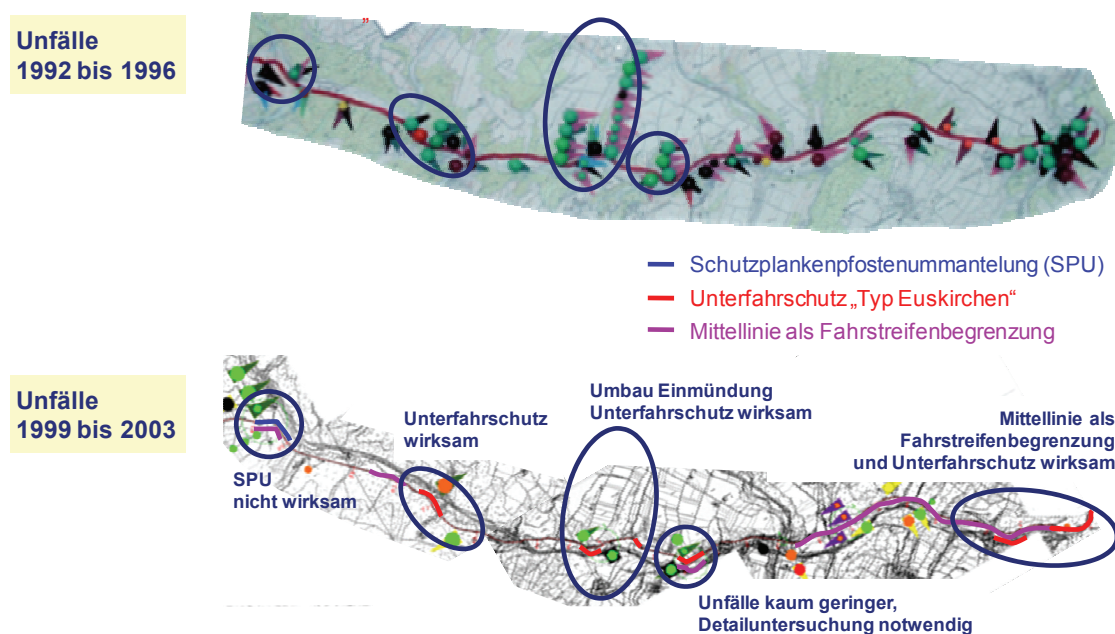 Unfälle
1992 bis 1996
Schutzplankenpfostenummantelung (SPU)
Unterfahrschutz „Typ Euskirchen“
Mittellinie als Fahrstreifenbegrenzung
Unfälle
1999 bis 2003
Umbau Einmündung
Unterfahrschutz wirksam
Unterfahrschutz
wirksam
Mittellinie als
Fahrstreifenbegrenzung
und Unterfahrschutz wirksam
SPU
nicht wirksam
Unfälle kaum geringer,
Detailuntersuchung notwendig